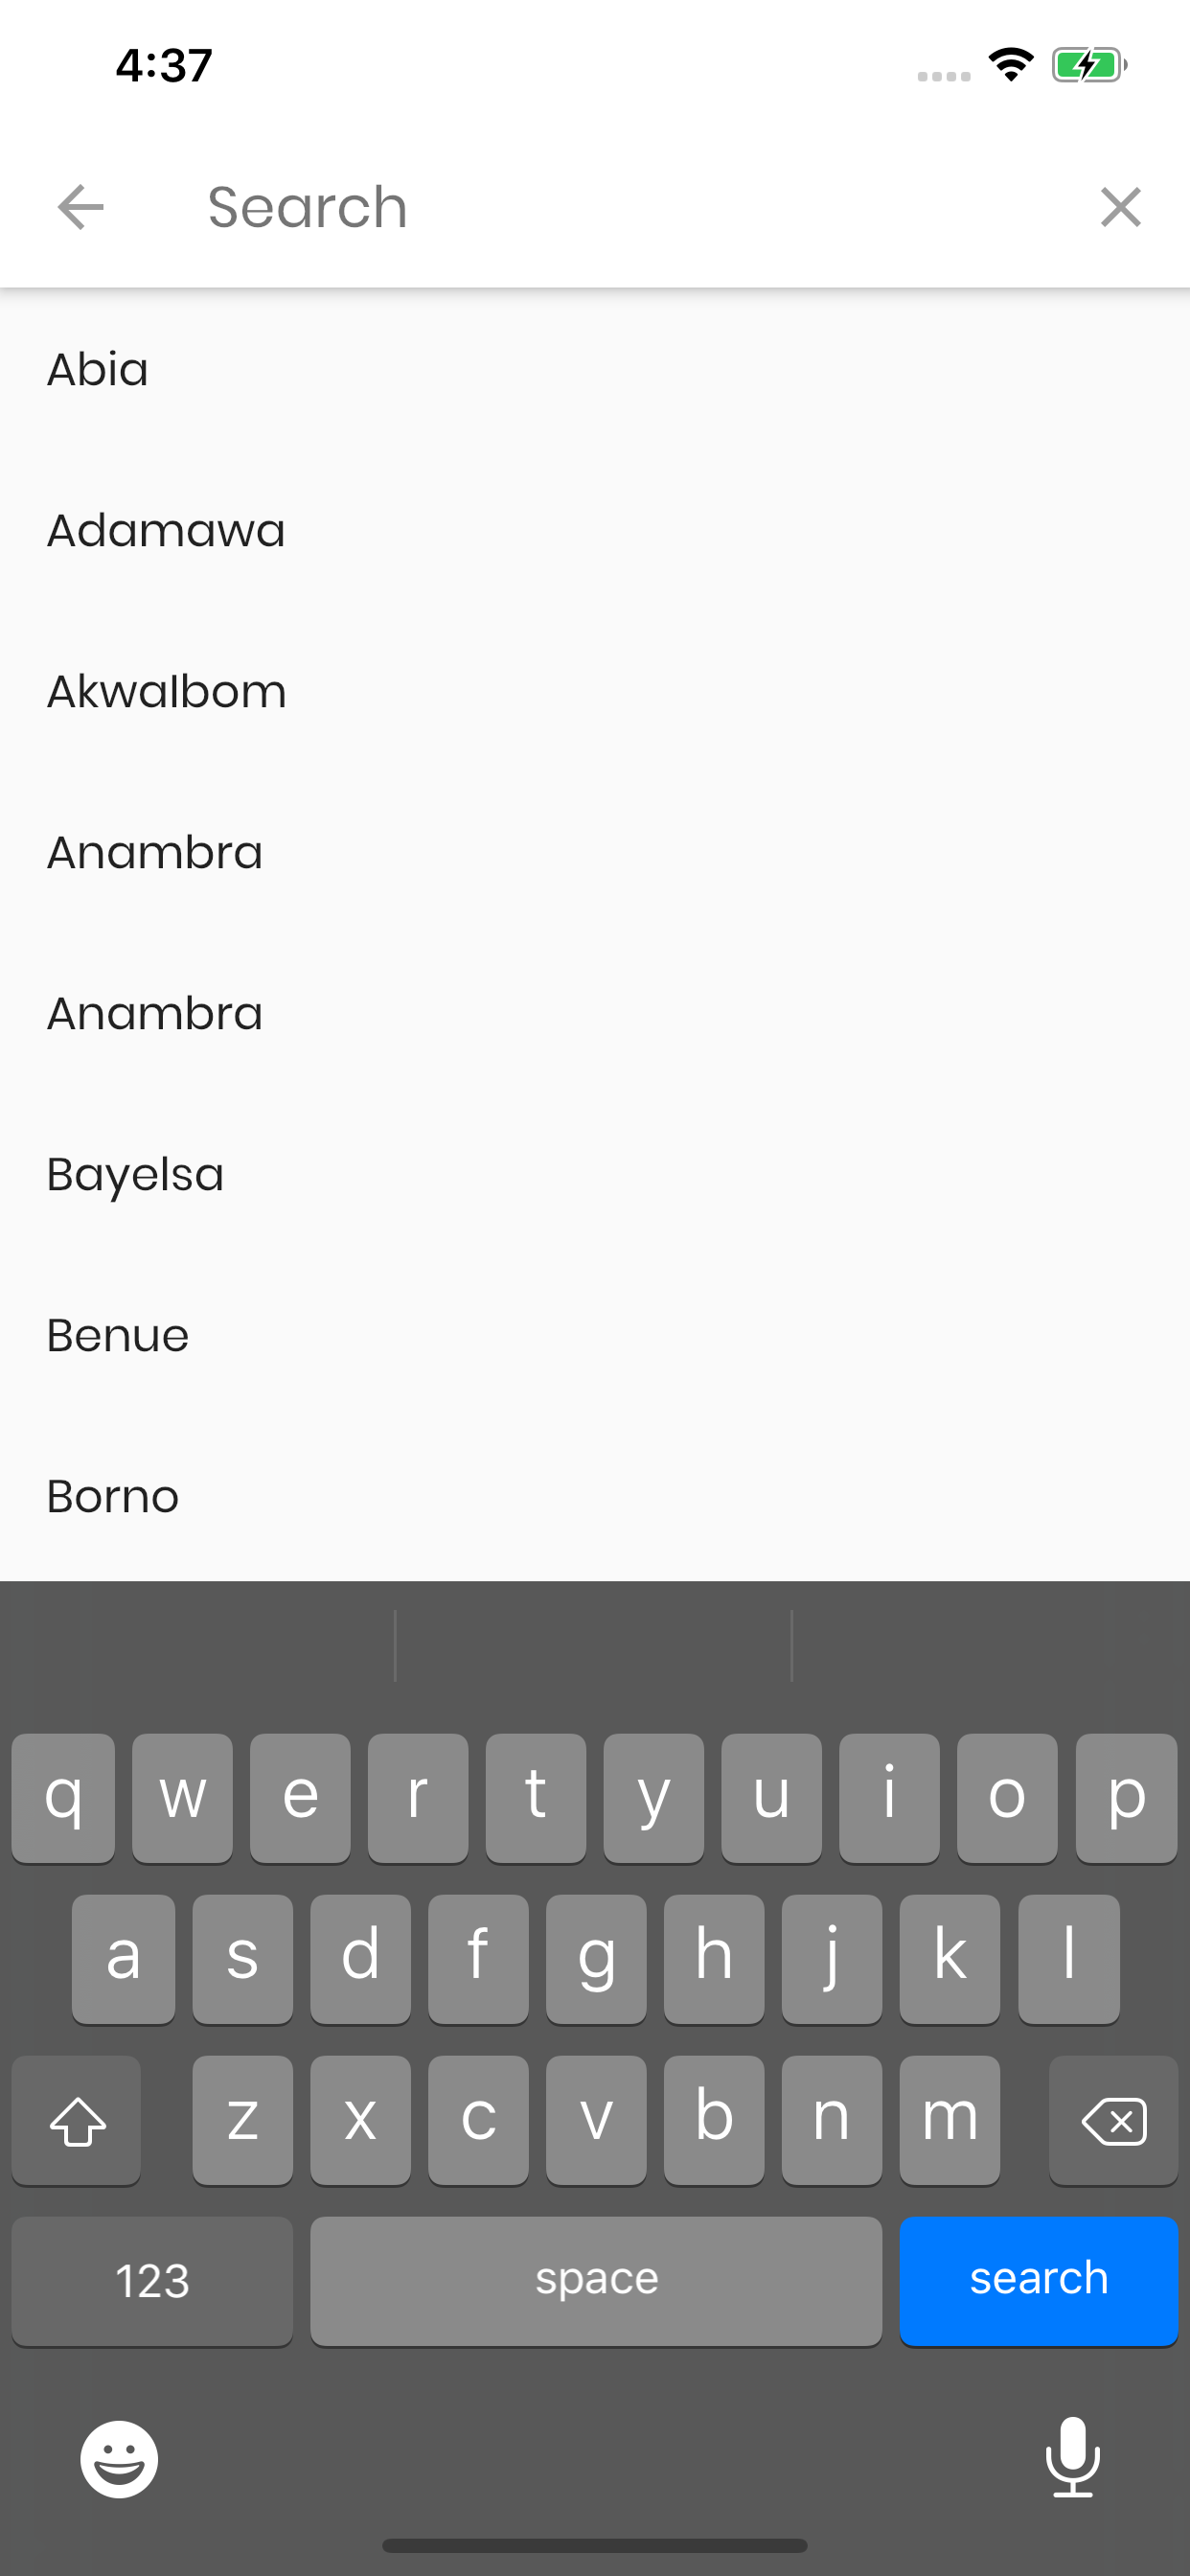 4:37
Search
Abia
Adamawa
AkwaIbom
Anambra
Anambra
Bayelsa
Benue
Borno
q w e r t y u i o p
a s d f g h j k l
z x c v b n m
123 space search